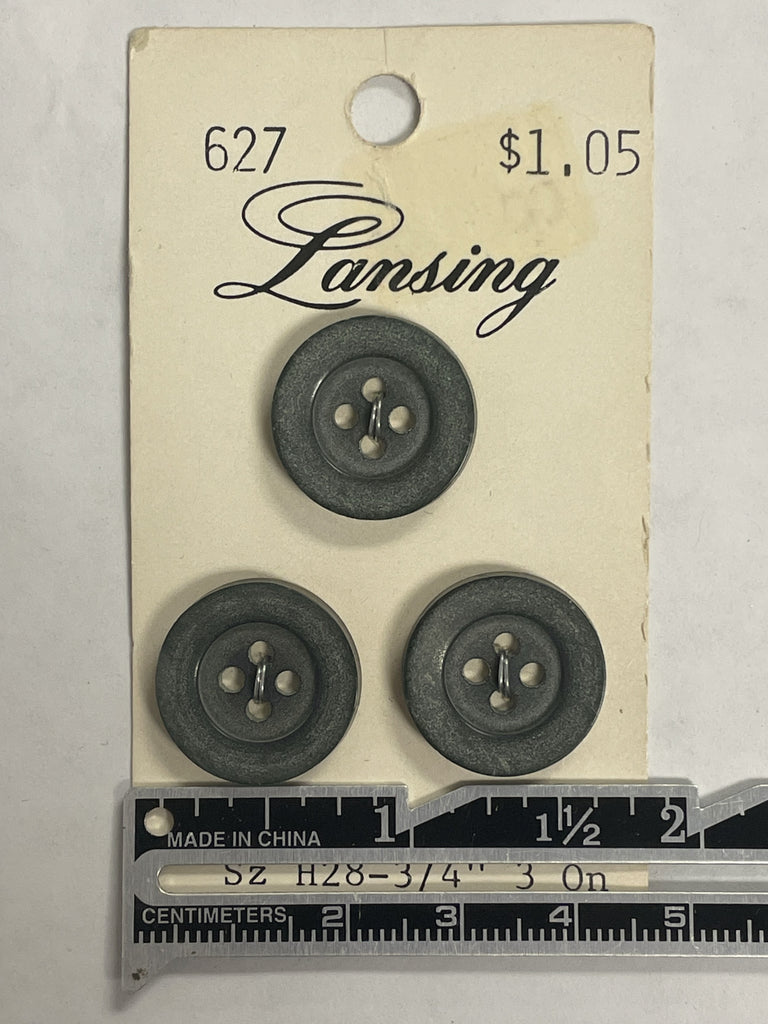 627 $1.05
Lansing
1 1½ 2
MADE IN CHINA
Sz H28-3/4" 3 On
CENTIMETERS 2 3 4 5